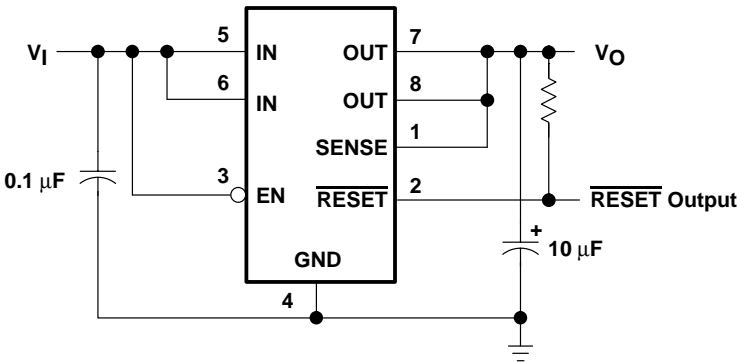 VI
5
IN
OUT
7
VO
6
IN
OUT
8
SENSE
1
0.1 μF
3
EN
RESET
2
RESET Output
+
10 μF
GND
4